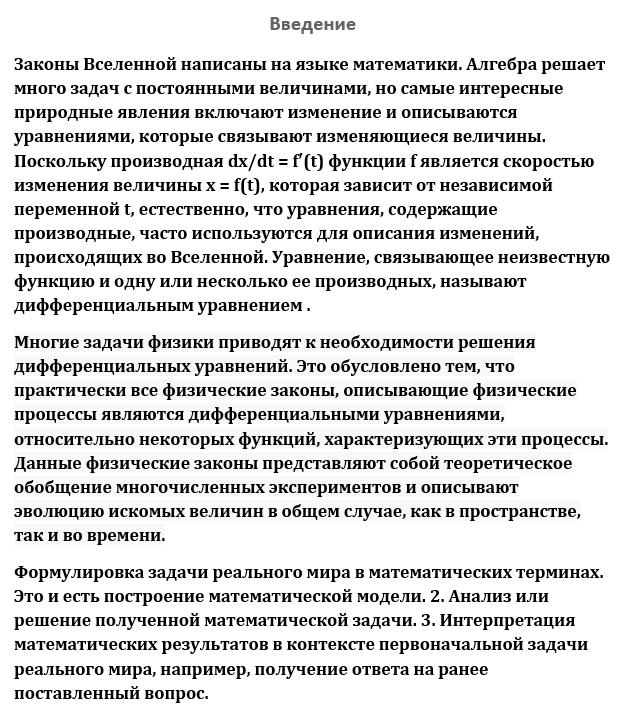 Введение
Законы Вселенной написаны на языке математики. Алгебра решает
много задач с постоянными величинами, но самые интересные
природные явления включают изменение и описываются
уравнениями, которые связывают изменяющиеся величины.
Поскольку производная dx/dt = f′(t) функции f является скоростью
изменения величины x = f(t), которая зависит от независимой
переменной t, естественно, что уравнения, содержащие
производные, часто используются для описания изменений,
происходящих во Вселенной. Уравнение, связывающее неизвестную
функцию и одну или несколько ее производных, называют
дифференциальным уравнением .
Многие задачи физики приводят к необходимости решения
дифференциальных уравнений. Это обусловлено тем, что
практически все физические законы, описывающие физические
процессы являются дифференциальными уравнениями,
относительно некоторых функций, характеризующих эти процессы.
Данные физические законы представляют собой теоретическое
обобщение многочисленных экспериментов и описывают
эволюцию искомых величин в общем случае, как в пространстве,
так и во времени.
Формулировка задачи реального мира в математических терминах.
Это и есть построение математической модели. 2. Анализ или
решение полученной математической задачи. 3. Интерпретация
математических результатов в контексте первоначальной задачи
реального мира, например, получение ответа на ранее
поставленный вопрос.